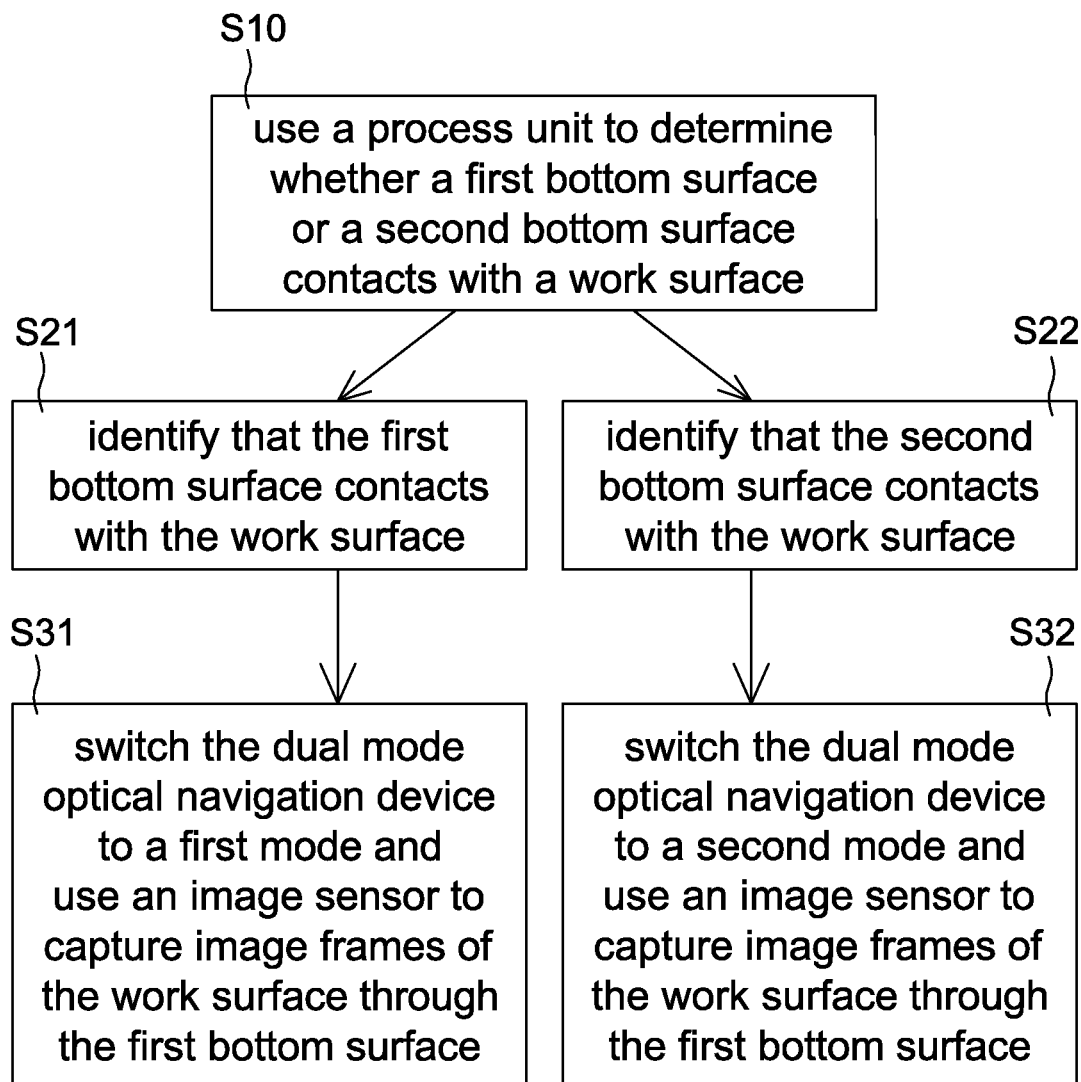 S10
use a process unit to determine
whether a first bottom surface
or a second bottom surface
contacts with a work surface
S21
identify that the first
bottom surface contacts
with the work surface
S22
identify that the second
bottom surface contacts
with the work surface
S31
switch the dual mode
optical navigation device
to a first mode and
use an image sensor to
capture image frames of
the work surface through
the first bottom surface
S32
switch the dual mode
optical navigation device
to a second mode and
use an image sensor to
capture image frames of
the work surface through
the first bottom surface